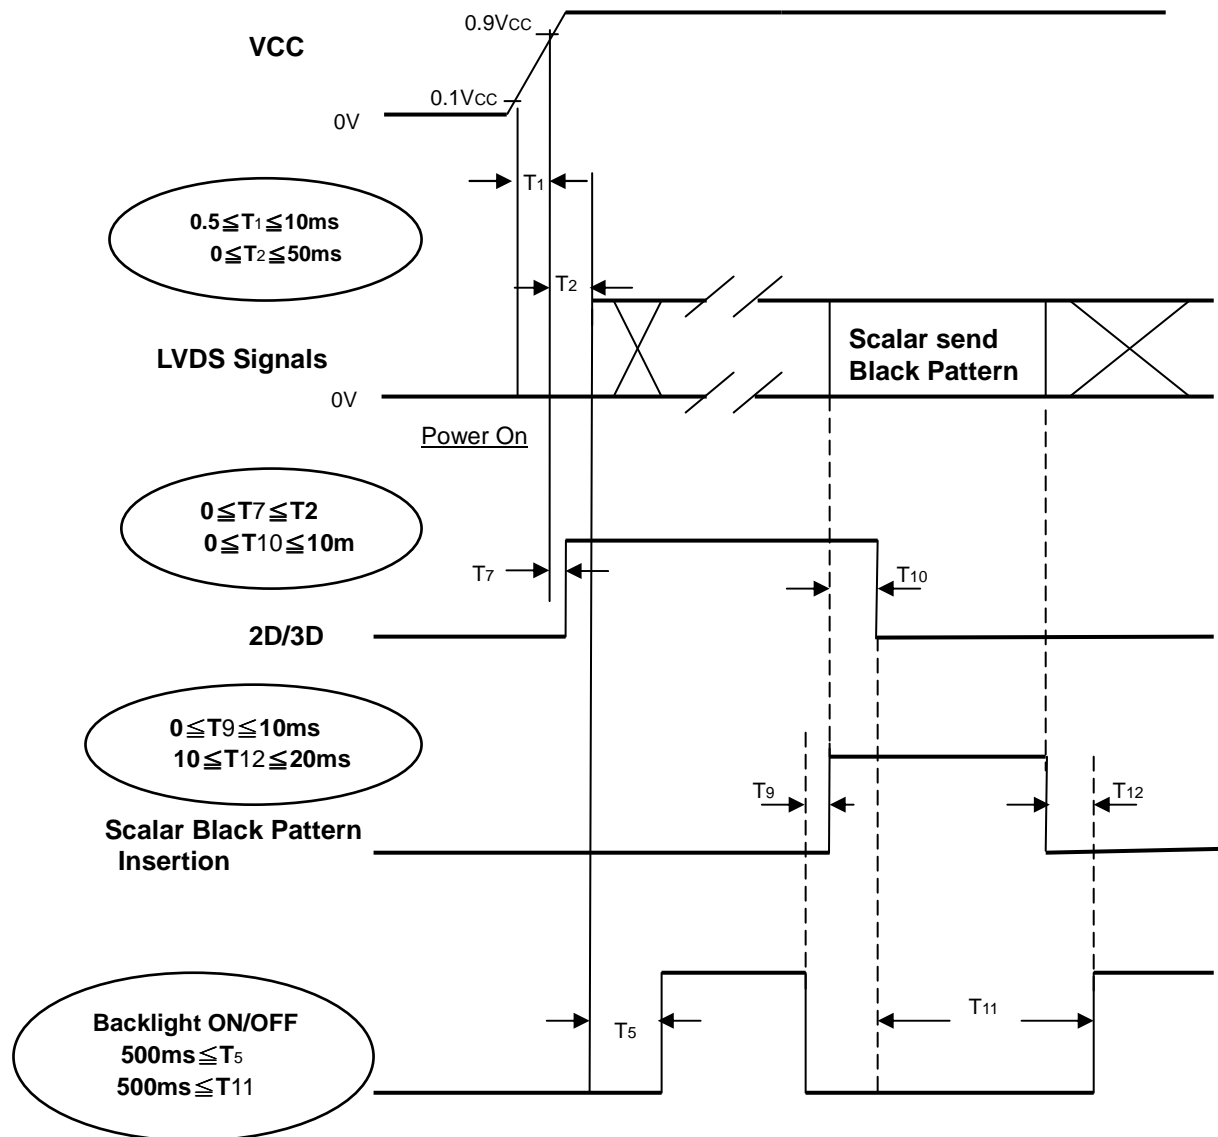 0.9VCC
VCC
0.1VCC
0V
T1
0.5≦T1≦10ms
0≦T2≦50ms
T2
LVDS Signals
Scalar send
Black Pattern
0V
Power On
0≦T7≦T2
0≦T10≦10m
T7
T10
2D/3D
0≦T9≦10ms
10≦T12≦20ms
T9
T12
Scalar Black Pattern
Insertion
Backlight ON/OFF
500ms≦T5
500ms≦T11
T5
T11